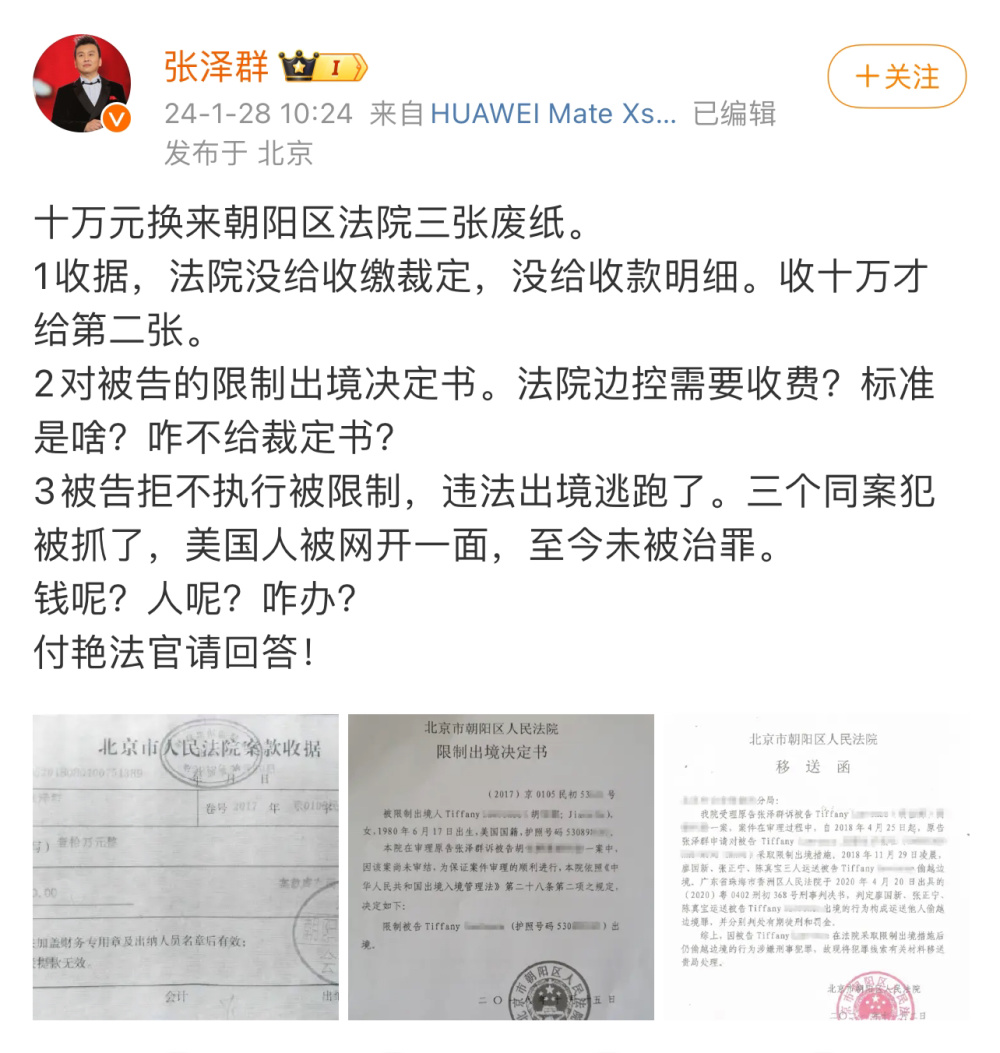 张泽群
I
+关注
24-1-28 10:24 来自 HUAWEI Mate Xs... 已编辑
发布于 北京
十万元换来朝阳区法院三张废纸。
1收据，法院没给收缴裁定，没给收款明细。收十万才
给第二张。
2对被告的限制出境决定书。法院边控需要收费？标准
是啥？咋不给裁定书？
3被告拒不执行被限制，违法出境逃跑了。三个同案犯
被抓了，美国人被网开一面，至今未被治罪。
钱呢？人呢？咋办？
付艳法官请回答！
北京市人民法院案款收据
年 月 日
卷号 2017 年
壹拾万元整
加盖财务专用章及出纳人员名章后有效；
会计
北京市朝阳区人民法院
限制出境决定书
（2017）京 0105 民初 53 号
被限制出境人 Tiffany
女，1980 年 6 月 17 日出生，美国国籍，护照号码 53089
本院在审理原告张泽群诉被告胡 一案中，
因该案尚未审结，为保证案件审理的顺利进行，本院依照《中
华人民共和国出境入境管理法》第二十八条第二项之规定，
决定如下：
限制被告 Tiffany （护照号码 530 ）出
境。
北京市朝阳区人民法院
北京市朝阳区人民法院
移 送 函
分局：
我院受理原告张泽群诉被告 Tiffany
一案，案件在审理过程中，自 2018 年 4 月 25 日起，原告
张泽群申请对被告 Tiffany
采取限制出境措施。2018 年 11 月 29 日凌晨，
廖国新、张正宁、陈真宝三人运送被告 Tiffany 偷越边
境。广东省珠海市香洲区人民法院于 2020 年 4 月 20 日出具的
（2020）粤 0402 刑初 368 号刑事判决书，判定廖国新、张正宁、
陈真宝运送被告 Tiffany 出境的行为构成运送他人偷越
边境罪，并分别判处有期徒刑和罚金。
综上，因被告 Tiffany 在法院采取限制出境措施后
仍偷越边境的行为涉嫌刑事犯罪，故现将犯罪线索有关材料移送
贵局处理。
北京市朝阳区人民法院